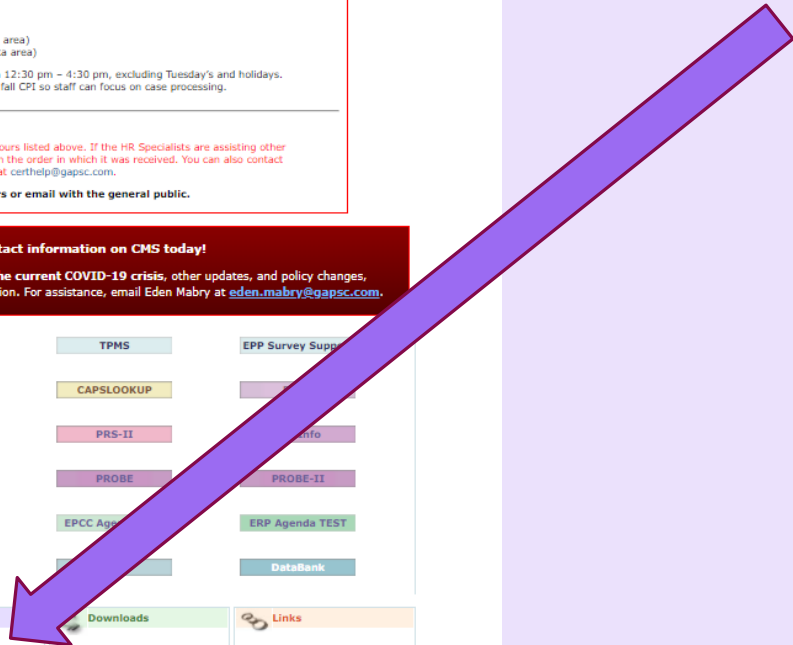 area)
a area)
12:30 pm – 4:30 pm, excluding Tuesday's and holidays.
fall CPI so staff can focus on case processing.
ours listed above. If the HR Specialists are assisting other
n the order in which it was received. You can also contact
at certhelp@gapsc.com.
rs or email with the general public.
tact information on CMS today!
he current COVID-19 crisis, other updates, and policy changes,
ion. For assistance, email Eden Mabry at eden.mabry@gapsc.com.
TPMS
EPP Survey Supp
CAPSLOOKUP
PRS-II
nfo
PROBE
PROBE-II
EPCC Age
ERP Agenda TEST
DataBank
Downloads
Links